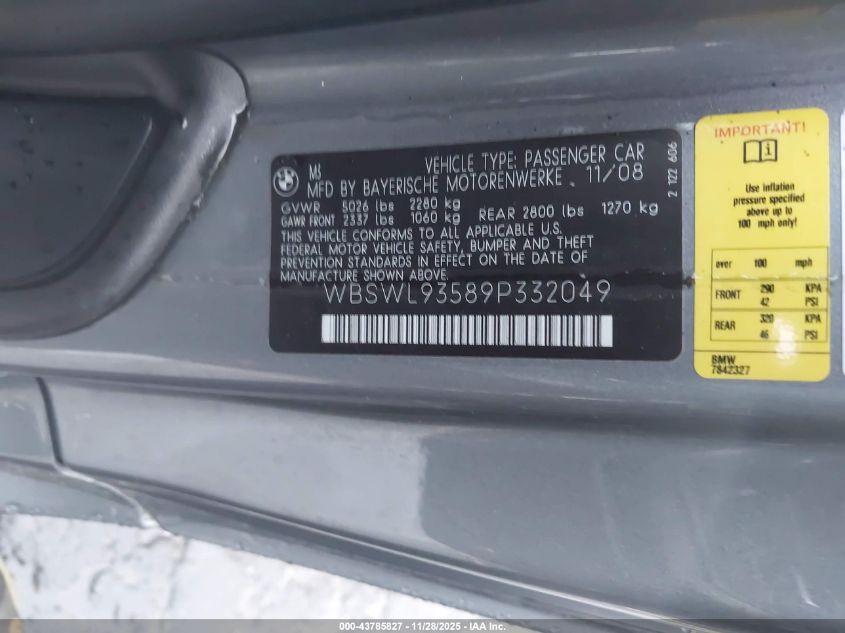 BMW
M3
VEHICLE TYPE: PASSENGER CAR
MFD BY BAYERISCHE MOTORENWERKE 11/08
GVWR 5026 lbs 2280 kg
GAWR FRONT 2337 lbs 1060 kg REAR 2800 lbs 1270 kg
THIS VEHICLE CONFORMS TO ALL APPLICABLE U.S.
FEDERAL MOTOR VEHICLE SAFETY, BUMPER AND THEFT
PREVENTION STANDARDS IN EFFECT ON THE DATE OF
MANUFACTURE SHOWN ABOVE.
WBSWL93589P332049
2 122 606
IMPORTANT!
i
Use inflation
pressure specified
above up to
100 mph only!
over 100 mph
FRONT 290 KPA
42 PSI
REAR 320 KPA
46 PSI
BMW
7842327
000-43785827 - 11/28/2025 - IAA Inc.